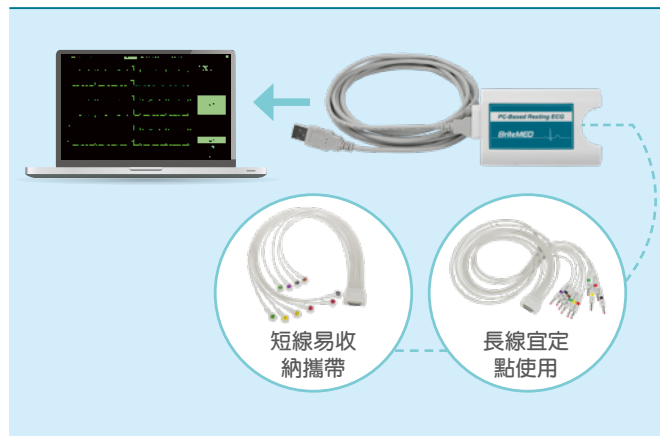 PC-Based Resting ECG
BriteMED
短線易收
納攜帶
長線宜定
點使用